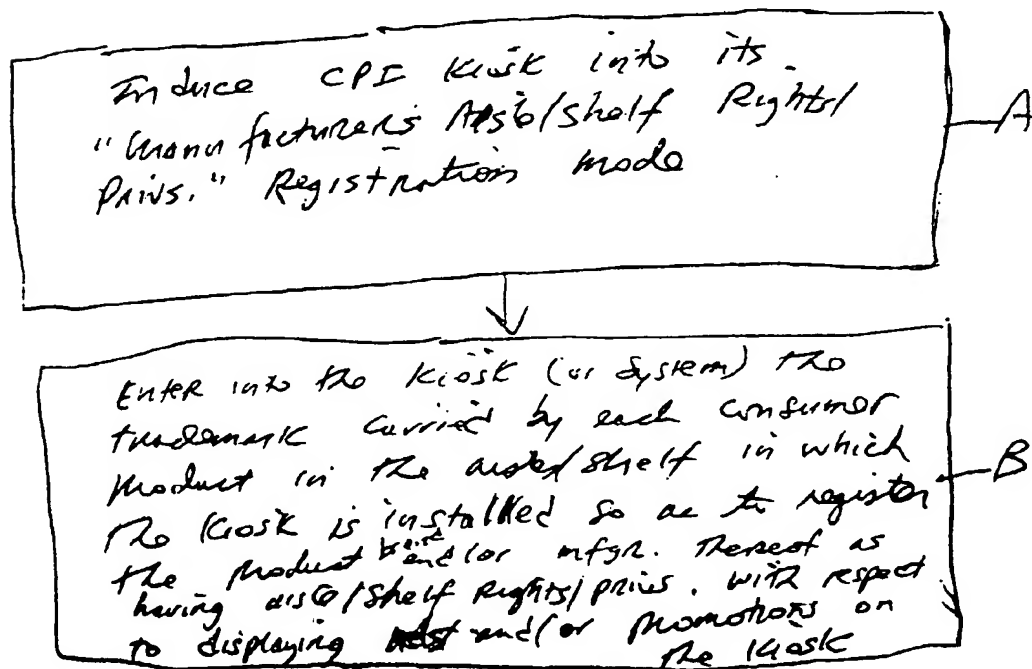 Induce CPI Kiosk into its
"Manufacturer's Aisle/Shelf Rights/
Privs." Registration mode
A
Enter into the Kiosk (or System) the
trademark carried by each consumer
product in the aisle/shelf in which
the Kiosk is installed so as to register
the product brand and/or mfgr. thereof as
having aisle/shelf Rights/privs. with respect
to displaying and/or promotions on
the Kiosk
B